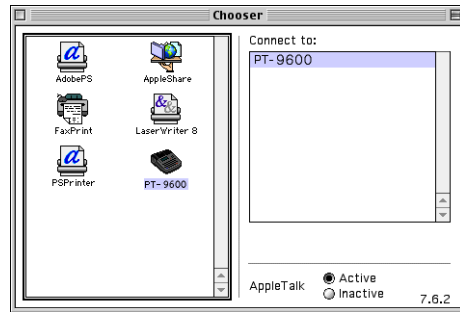 Chooser
AdobePS
AppleShare
FaxPrint
LaserWriter 8
PSPrinter
PT-9600
Connect to:
PT-9600
AppleTalk
Active
Inactive
7.6.2